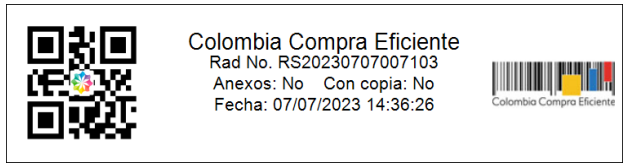 Colombia Compra Eficiente
Rad No. RS20230707007103
Anexos: No    Con copia: No
Fecha: 07/07/2023 14:36:26
Colombia Compra Eficiente